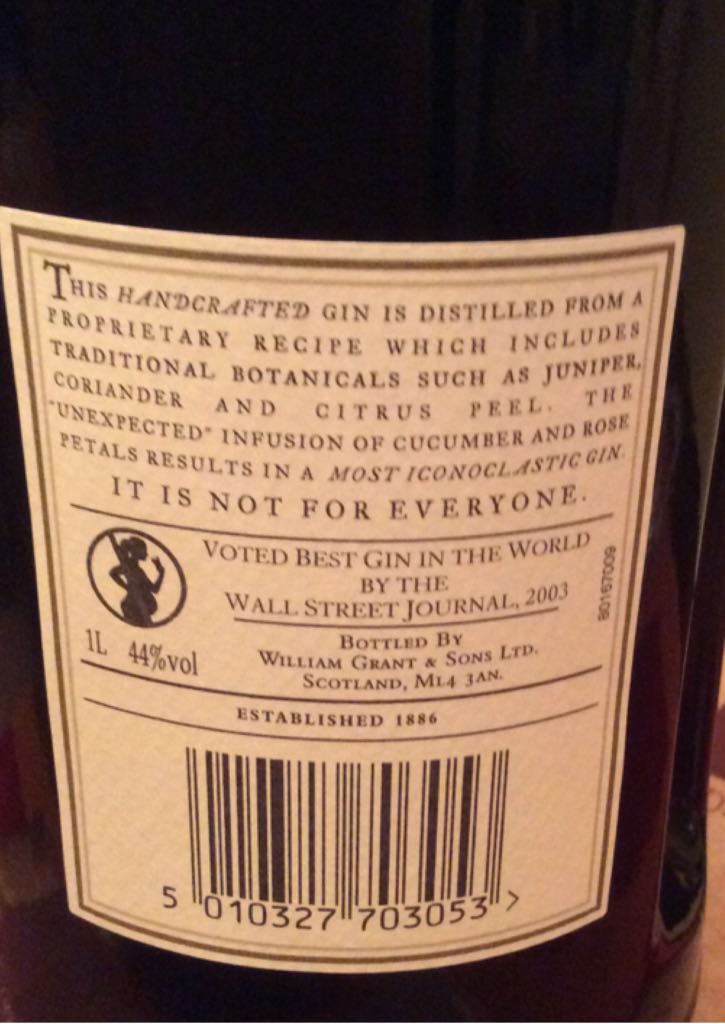 THIS HANDCRAFTED GIN IS DISTILLED FROM A
PROPRIETARY RECIPE WHICH INCLUDES
TRADITIONAL BOTANICALS SUCH AS JUNIPER,
CORIANDER AND CITRUS PEEL. THE
"UNEXPECTED" INFUSION OF CUCUMBER AND ROSE
PETALS RESULTS IN A MOST ICONOCLASTIC GIN.
IT IS NOT FOR EVERYONE.
VOTED BEST GIN IN THE WORLD
BY THE
WALL STREET JOURNAL, 2003
80167009
1L 44%vol
BOTTLED BY
WILLIAM GRANT & SONS LTD.
SCOTLAND, ML4 3AN.
ESTABLISHED 1886
5 010327 703053 >